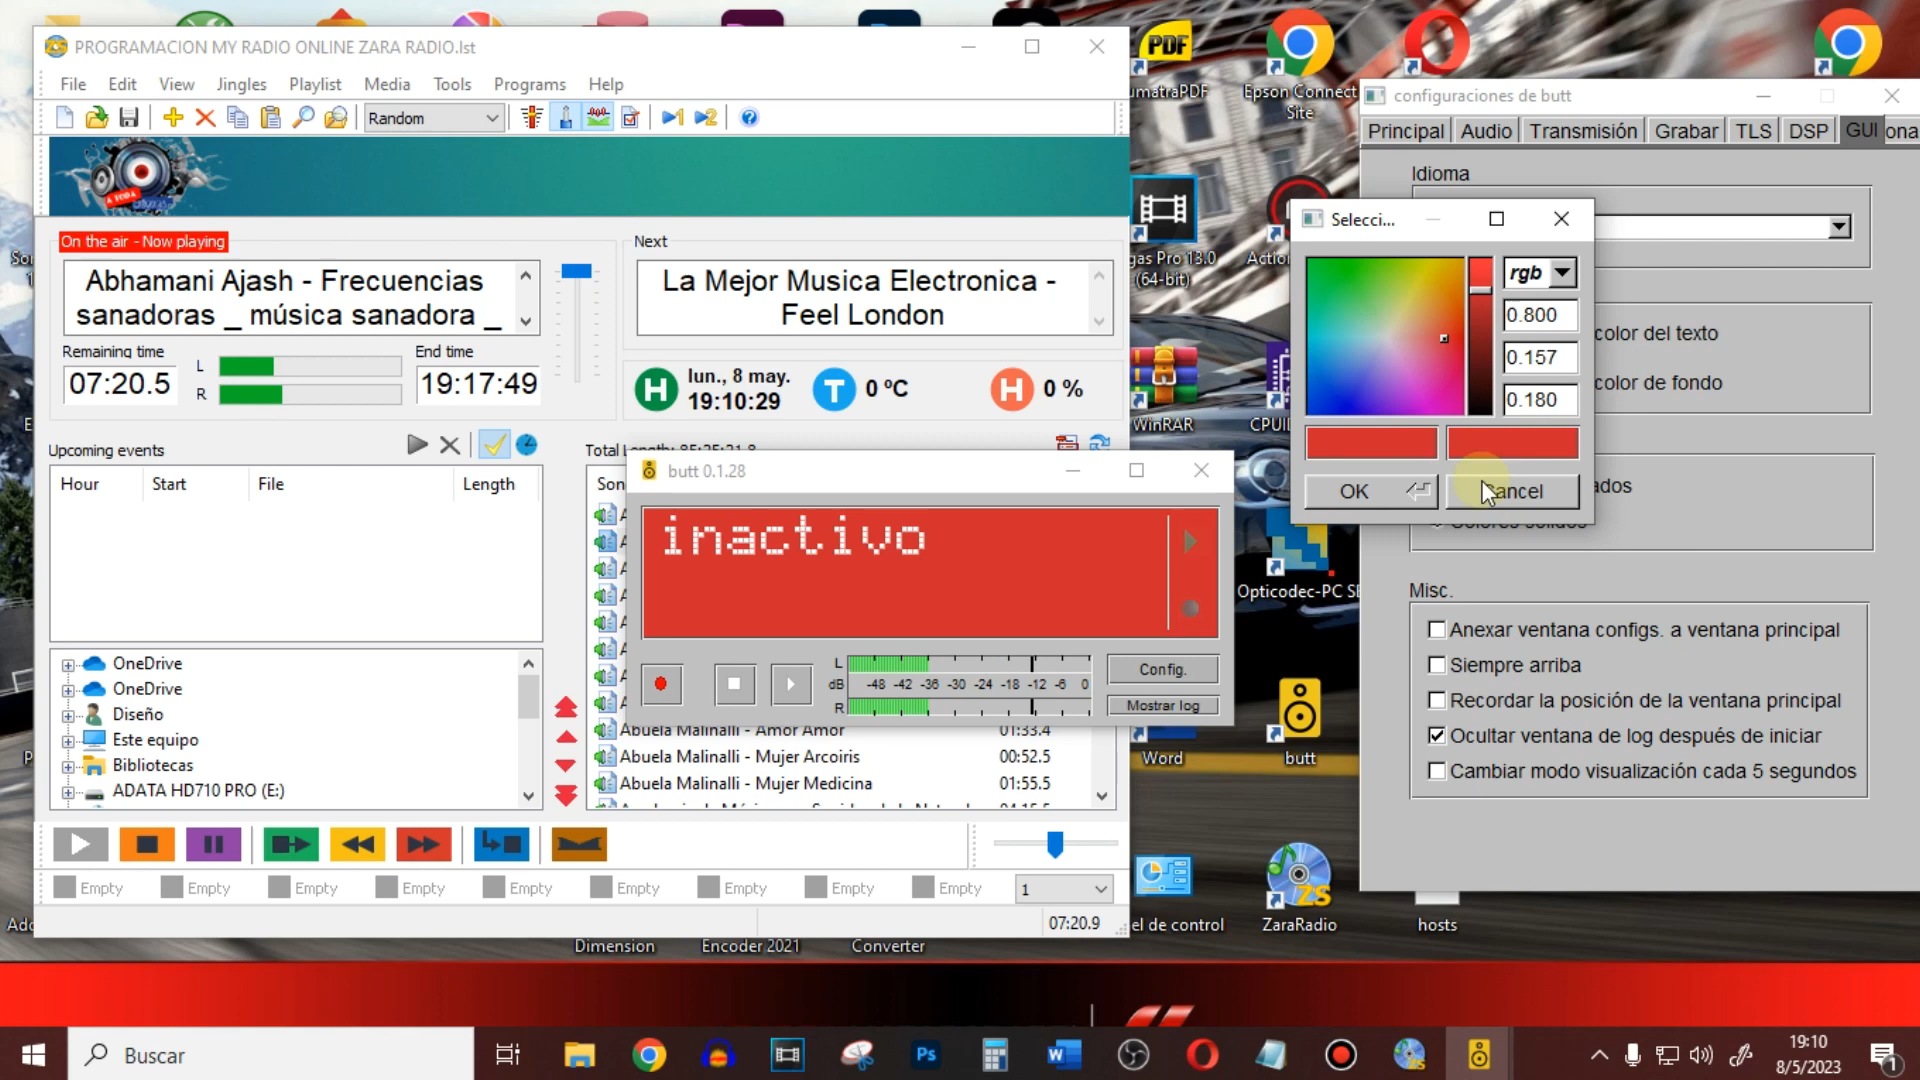 PROGRAMACION MY RADIO ONLINE ZARA RADIO.lst
File Edit View Jingles Playlist Media Tools Programs Help
Random
On the air - Now playing
Abhamani Ajash - Frecuencias
sanadoras _ música sanadora _
Next
La Mejor Musica Electronica -
Feel London
Remaining time
07:20.5
L
R
End time
19:17:49
H
lun., 8 may.
19:10:29
T
0 ºC
H
0 %
Upcoming events
Hour Start File Length
OneDrive
OneDrive
Diseño
Este equipo
Bibliotecas
ADATA HD710 PRO (E:)
Abuela Malinalli - Amor Amor 01:33.4
Abuela Malinalli - Mujer Arcoiris 00:52.5
Abuela Malinalli - Mujer Medicina 01:55.5
Empty Empty Empty Empty Empty Empty Empty Empty Empty 1
07:20.9
butt 0.1.28
inactivo
L
dB -48 -42 -36 -30 -24 -18 -12 -6 0
R
Config.
Mostrar log
configuraciones de butt
Principal Audio Transmisión Grabar TLS DSP GUI
Idioma
color del texto
color de fondo
Misc.
Anexar ventana configs. a ventana principal
Siempre arriba
Recordar la posición de la ventana principal
Ocultar ventana de log después de iniciar
Cambiar modo visualización cada 5 segundos
Selecci...
rgb
0.800
0.157
0.180
OK Cancel
PDF
Epson Connect
Site
(64-bit)
WinRAR
Word
butt
ZaraRadio
hosts
Dimension
Encoder 2021
Converter
Buscar
19:10
8/5/2023
1